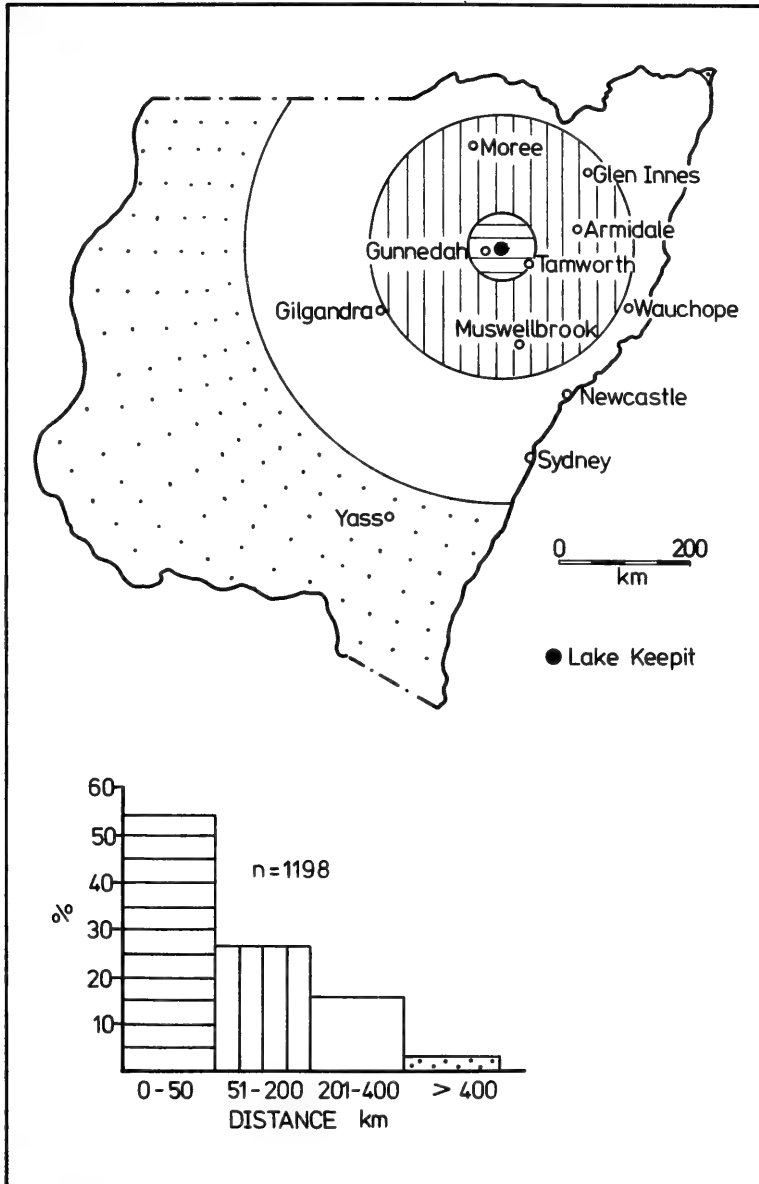 Moree
Glen Innes
Armidale
Gunnedah
Tamworth
Gilgandra
Wauchope
Muswellbrook
Newcastle
Sydney
Yass
0 200
km
Lake Keepit
60
50
n=1198
40
%
30
20
10
0-50 51-200 201-400 > 400
DISTANCE km